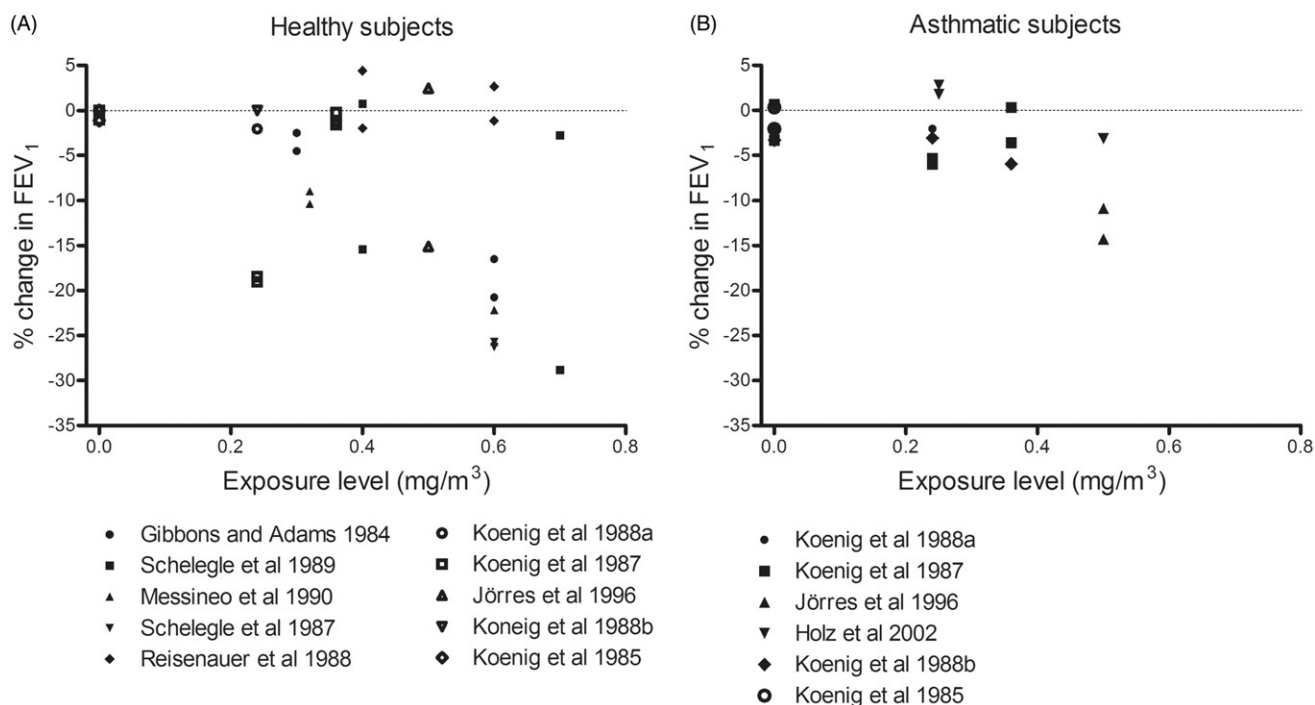 (A)
Healthy subjects
% change in FEV1
5
0
-5
-10
-15
-20
-25
-30
-35
0.0 0.2 0.4 0.6 0.8
Exposure level (mg/m3)
Gibbons and Adams 1984
Schelegle et al 1989
Messineo et al 1990
Schelegle et al 1987
Reisenauer et al 1988
Koenig et al 1988a
Koenig et al 1987
Jörres et al 1996
Koneig et al 1988b
Koenig et al 1985
(B)
Asthmatic subjects
% change in FEV1
5
0
-5
-10
-15
-20
-25
-30
-35
0.0 0.2 0.4 0.6 0.8
Exposure level (mg/m3)
Koenig et al 1988a
Koenig et al 1987
Jörres et al 1996
Holz et al 2002
Koenig et al 1988b
Koenig et al 1985